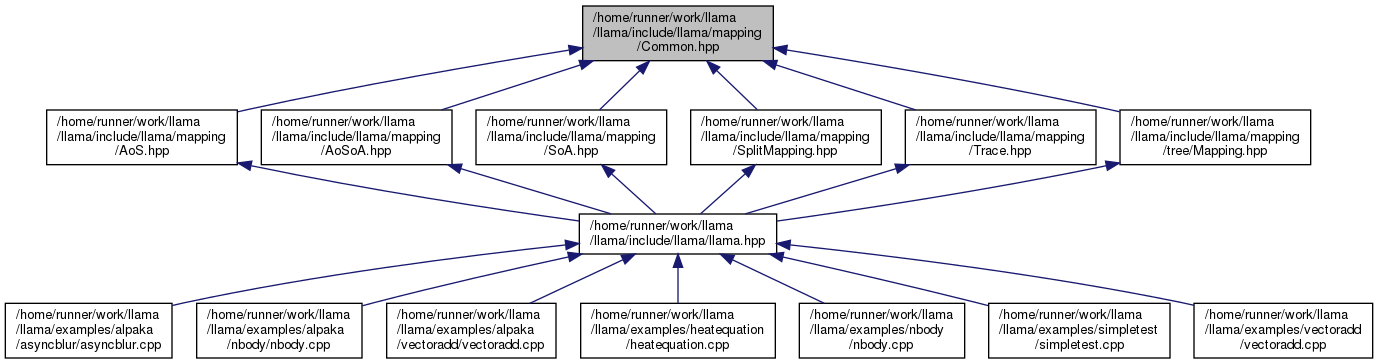 /home/runner/work/llama
/llama/include/llama/mapping
/Common.hpp
/home/runner/work/llama
/llama/include/llama/mapping
/AoS.hpp
/home/runner/work/llama
/llama/include/llama/mapping
/AoSoA.hpp
/home/runner/work/llama
/llama/include/llama/mapping
/SoA.hpp
/home/runner/work/llama
/llama/include/llama/mapping
/SplitMapping.hpp
/home/runner/work/llama
/llama/include/llama/mapping
/Trace.hpp
/home/runner/work/llama
/llama/include/llama/mapping
/tree/Mapping.hpp
/home/runner/work/llama
/llama/include/llama/llama.hpp
/home/runner/work/llama
/llama/examples/alpaka
/asyncblur/asyncblur.cpp
/home/runner/work/llama
/llama/examples/alpaka
/nbody/nbody.cpp
/home/runner/work/llama
/llama/examples/alpaka
/vectoradd/vectoradd.cpp
/home/runner/work/llama
/llama/examples/heatequation
/heatequation.cpp
/home/runner/work/llama
/llama/examples/nbody
/nbody.cpp
/home/runner/work/llama
/llama/examples/simpletest
/simpletest.cpp
/home/runner/work/llama
/llama/examples/vectoradd
/vectoradd.cpp